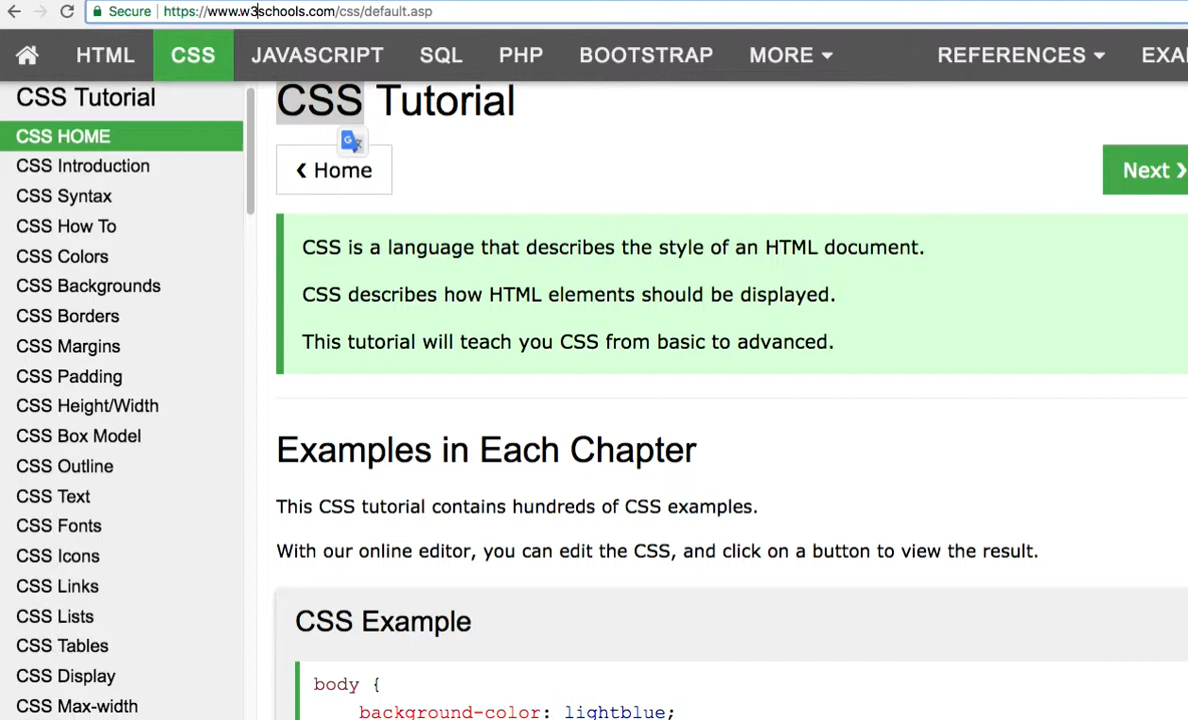 Secure https://www.w3schools.com/css/default.asp
HTML CSS JAVASCRIPT SQL PHP BOOTSTRAP MORE REFERENCES EXA
CSS Tutorial
CSS HOME
CSS Introduction
CSS Syntax
CSS How To
CSS Colors
CSS Backgrounds
CSS Borders
CSS Margins
CSS Padding
CSS Height/Width
CSS Box Model
CSS Outline
CSS Text
CSS Fonts
CSS Icons
CSS Links
CSS Lists
CSS Tables
CSS Display
CSS Max-width
CSS Tutorial
❮ Home
Next ❯
CSS is a language that describes the style of an HTML document.
CSS describes how HTML elements should be displayed.
This tutorial will teach you CSS from basic to advanced.
Examples in Each Chapter
This CSS tutorial contains hundreds of CSS examples.
With our online editor, you can edit the CSS, and click on a button to view the result.
CSS Example
body {
background-color: lightblue;